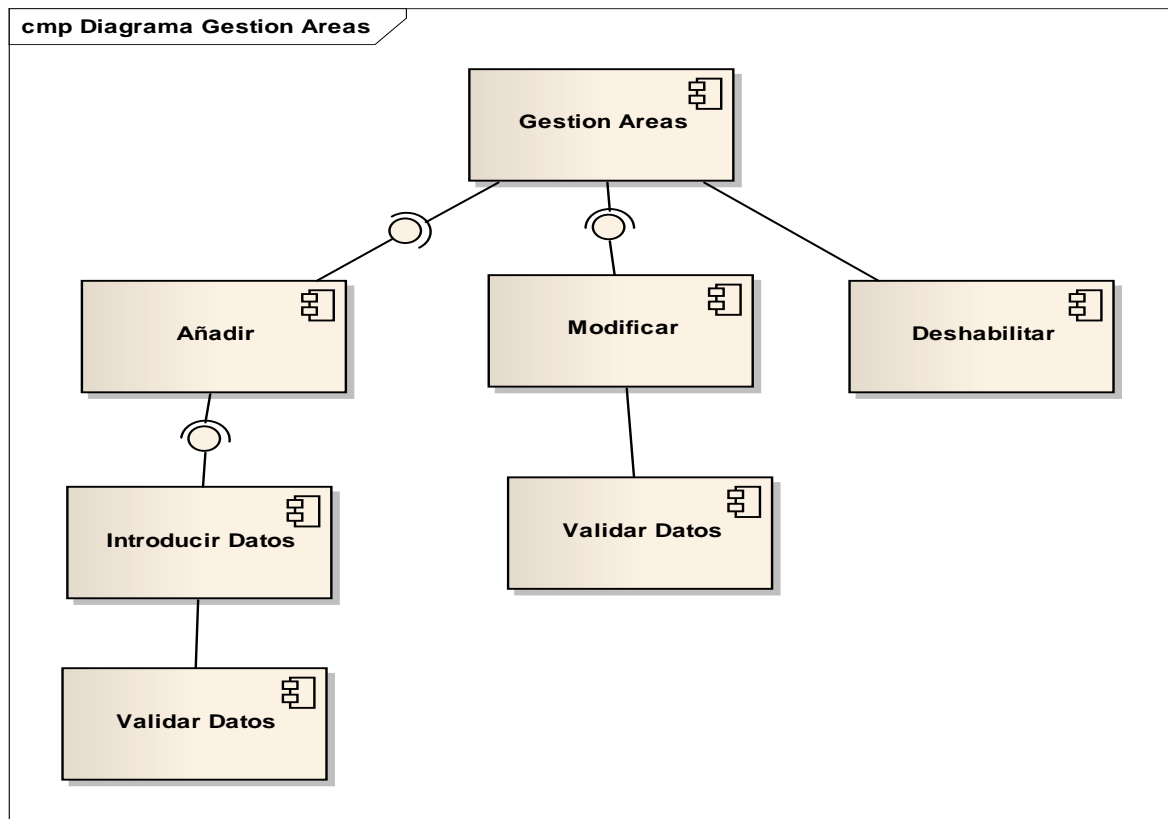 cmp Diagrama Gestion Areas
Gestion Areas
Añadir
Modificar
Deshabilitar
Introducir Datos
Validar Datos
Validar Datos